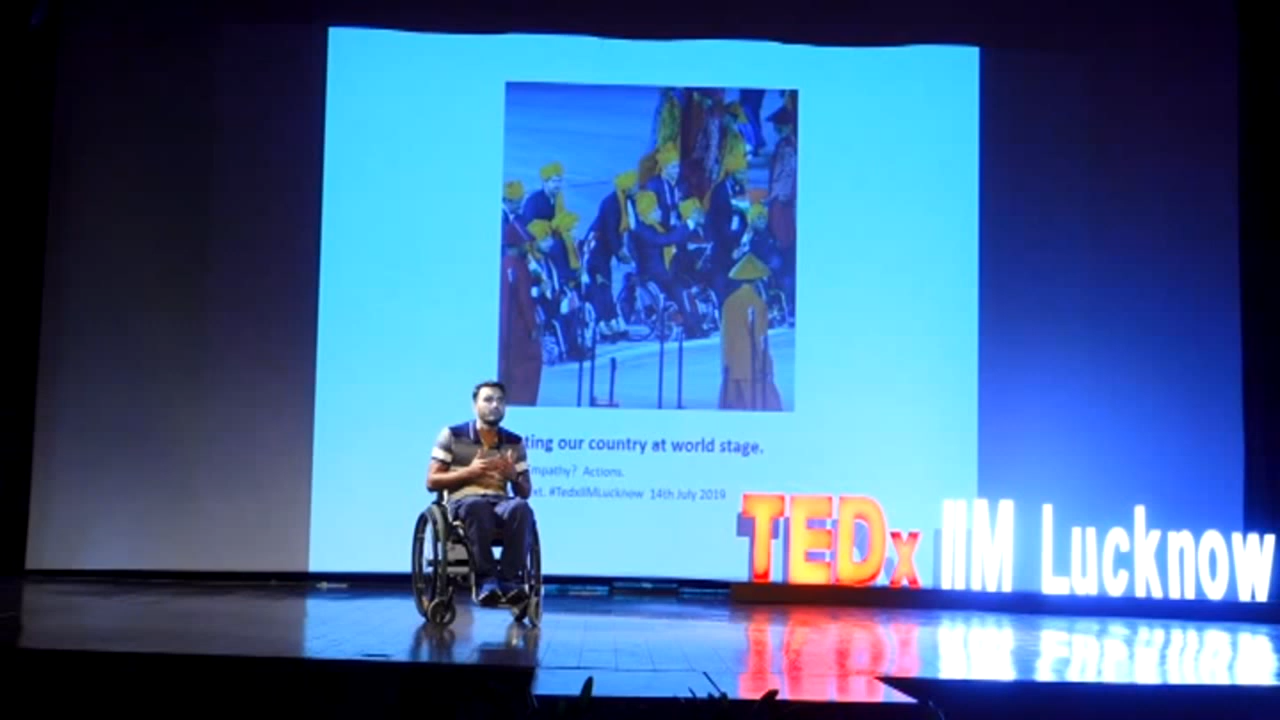 ting our country at world stage.
mpathy? Actions.
xt. #TedxIIMLucknow 14th July 2019
TEDx IIM Lucknow